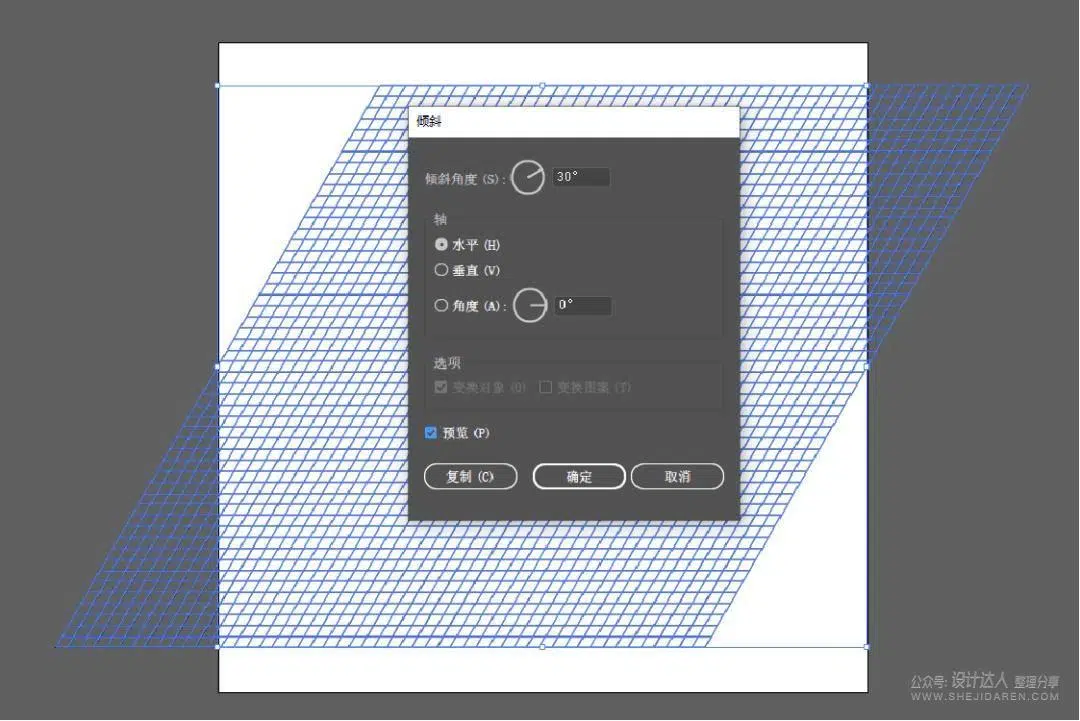 倾斜
倾斜角度 (S): 30°
轴
水平 (H)
垂直 (V)
角度 (A): 0°
选项
变换对象 (O) 变换图案 (T)
预览 (P)
复制 (C) 确定 取消
公众号: 设计达人 整理分享
WWW.SHEJIDAREN.COM